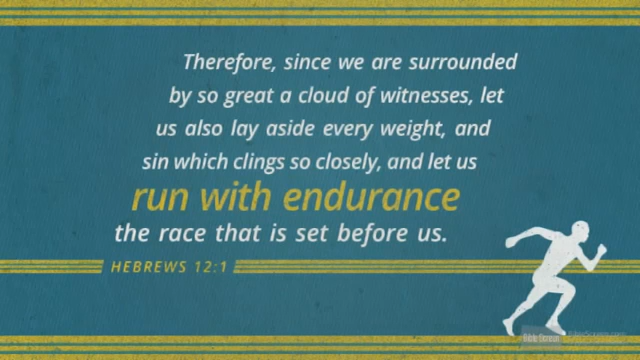 Therefore, since we are surrounded
by so great a cloud of witnesses, let
us also lay aside every weight, and
sin which clings so closely, and let us
run with endurance
the race that is set before us.
HEBREWS 12:1